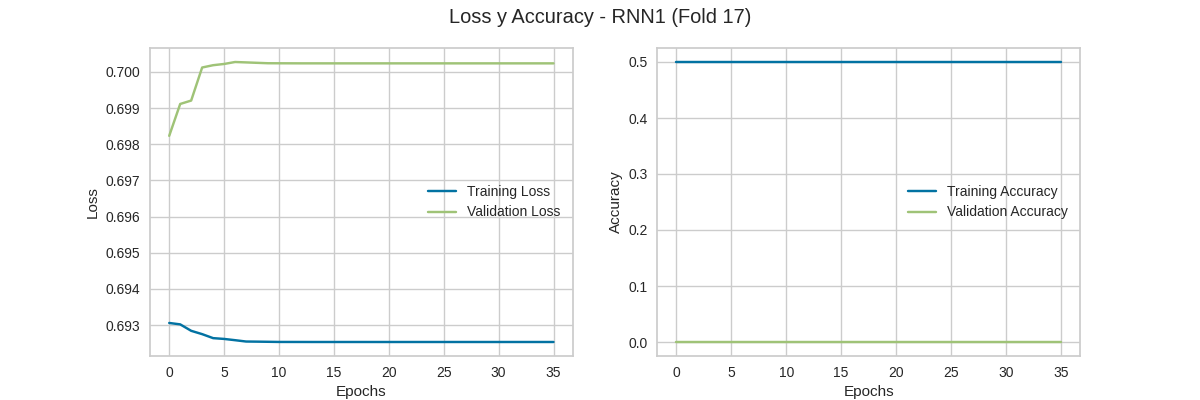 Loss y Accuracy - RNN1 (Fold 17)
Loss
0.700
0.699
0.698
0.697
0.696
0.695
0.694
0.693
Training Loss
Validation Loss
0 5 10 15 20 25 30 35
Epochs
Accuracy
0.5
0.4
0.3
0.2
0.1
0.0
Training Accuracy
Validation Accuracy
0 5 10 15 20 25 30 35
Epochs